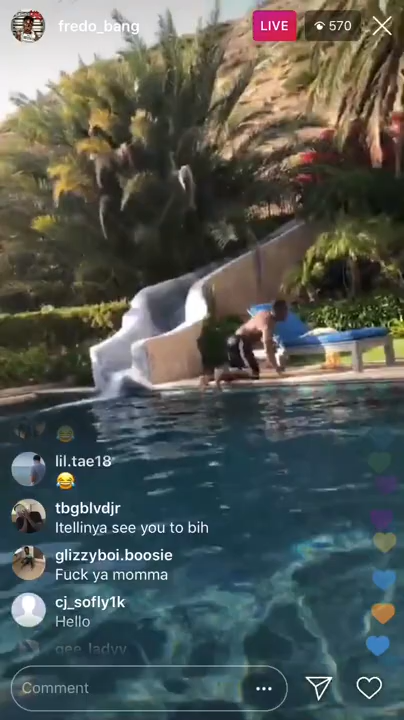 fredo_bang
LIVE
570
lil.tae18
😂
tbgblvdjr
Itellinya see you to bih
glizzyboi.boosie
Fuck ya momma
cj_sofly1k
Hello
gee_ladyy
Comment